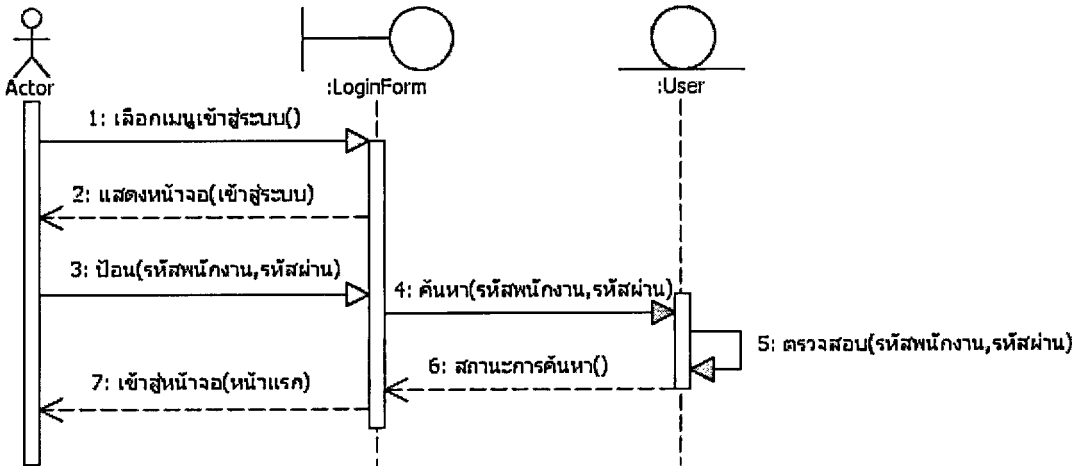 Actor
:LoginForm
:User
1: เลือกเมนูเข้าสู่ระบบ()
2: แสดงหน้าจอ(เข้าสู่ระบบ)
3: ป้อน(รหัสพนักงาน,รหัสผ่าน)
4: ค้นหา(รหัสพนักงาน,รหัสผ่าน)
5: ตรวจสอบ(รหัสพนักงาน,รหัสผ่าน)
6: สถานะการค้นหา()
7: เข้าสู่หน้าจอ(หน้าแรก)